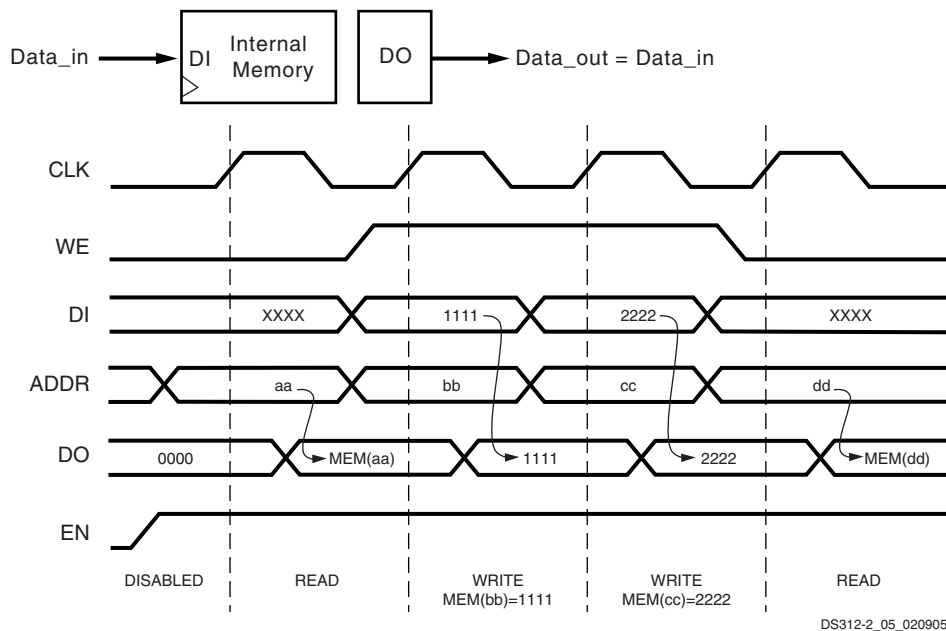 Data_in DI Internal Memory DO Data_out = Data_in
CLK
WE
DI XXXX 1111 2222 XXXX
ADDR aa bb cc dd
DO 0000 MEM(aa) 1111 2222 MEM(dd)
EN
DISABLED READ WRITE WRITE READ
MEM(bb)=1111 MEM(cc)=2222
DS312-2_05_020905